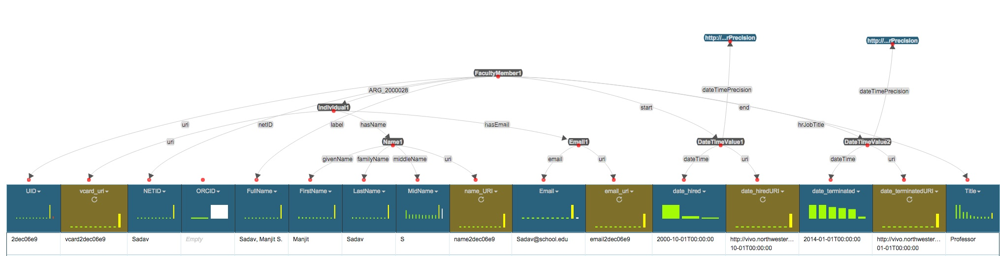 http://...rPrecision
http://...rPrecision
FacultyMember1
ARG_2000028
dateTimePrecision
dateTimePrecision
Individual1
start
end
uri
netID
label
hasName
hasEmail
hrJobTitle
uri
Name1
Email1
DateTimeValue1
DateTimeValue2
givenName
familyName
middleName
uri
email
uri
dateTime
uri
dateTime
uri
UID
vcard_uri
NETID
ORCID
FullName
FirstName
LastName
MidName
name_URI
Email
email_uri
date_hired
date_hiredURI
date_terminated
date_terminatedURI
Title
2dec06e9
vcard2dec06e9
Sadav
Empty
Sadav, Manjit S.
Manjit
Sadav
S
name2dec06e9
Sadav@school.edu
email2dec06e9
2000-10-01T00:00:00
http://vivo.northwester...
10-01T00:00:00
2014-01-01T00:00:00
http://vivo.northwester...
01-01T00:00:00
Professor